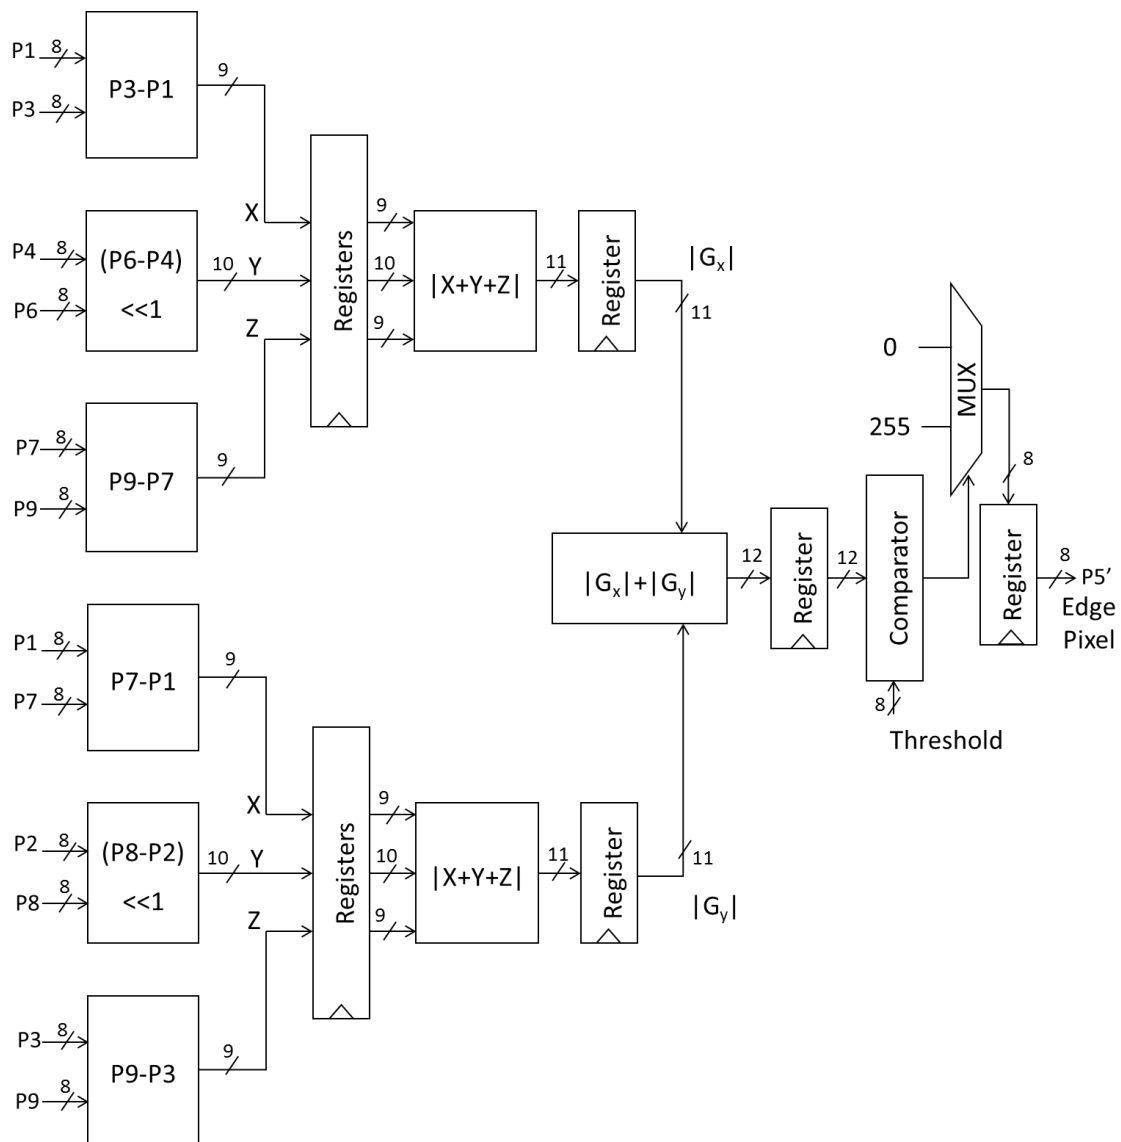 P1
8
P3
8
P3-P1
9
X
P4
8
P6
8
(P6-P4)
<<1
10
Y
Z
P7
8
P9
8
P9-P7
9
Registers
9
10
9
|X+Y+Z|
11
Register
|Gx|
11
P1
8
P7
8
P7-P1
9
X
P2
8
P8
8
(P8-P2)
<<1
10
Y
Z
P3
8
P9
8
P9-P3
9
Registers
9
10
9
|X+Y+Z|
11
Register
11
|Gy|
|Gx|+|Gy|
12
Register
12
Comparator
8
Threshold
0
255
MUX
8
Register
8
P5’
Edge
Pixel